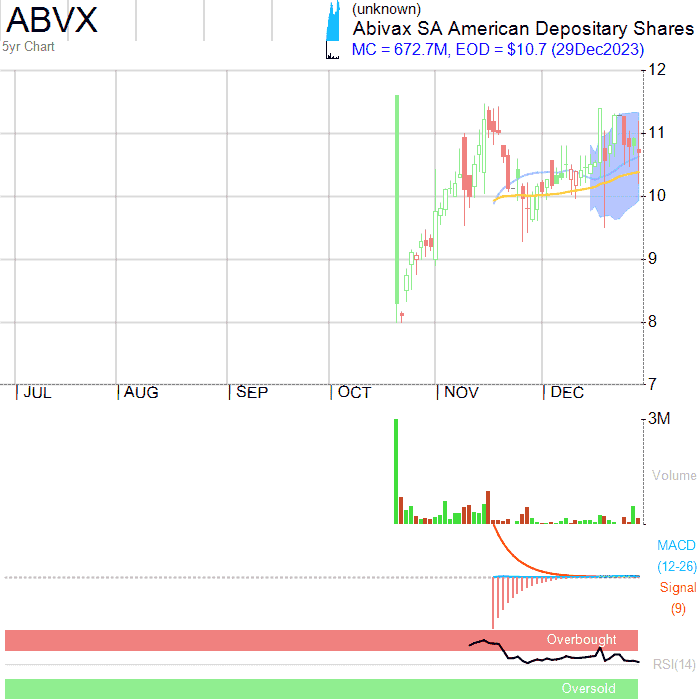 ABVX
(unknown)
Abivax SA American Depositary Shares
5yr Chart
MC = 672.7M, EOD = $10.7 (29Dec2023)
12
11
10
9
8
7
JUL
AUG
SEP
OCT
NOV
DEC
3M
Volume
MACD
(12-26)
Signal
(9)
Overbought
RSI(14)
Oversold